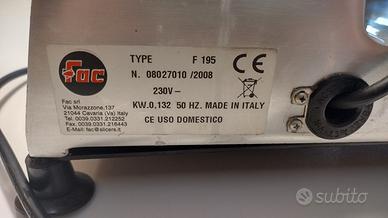 Fac
TYPE F 195
N. 08027010 /2008
230V~
KW.0,132 50 HZ. MADE IN ITALY
CE USO DOMESTICO
CE
Fac srl
Via Morazzone,137
21044 Cavaria (Va) Italy
Tel.0039.0331.212252
Fax.0039.0331.216443
E-Mail: fac@slicers.it
subito